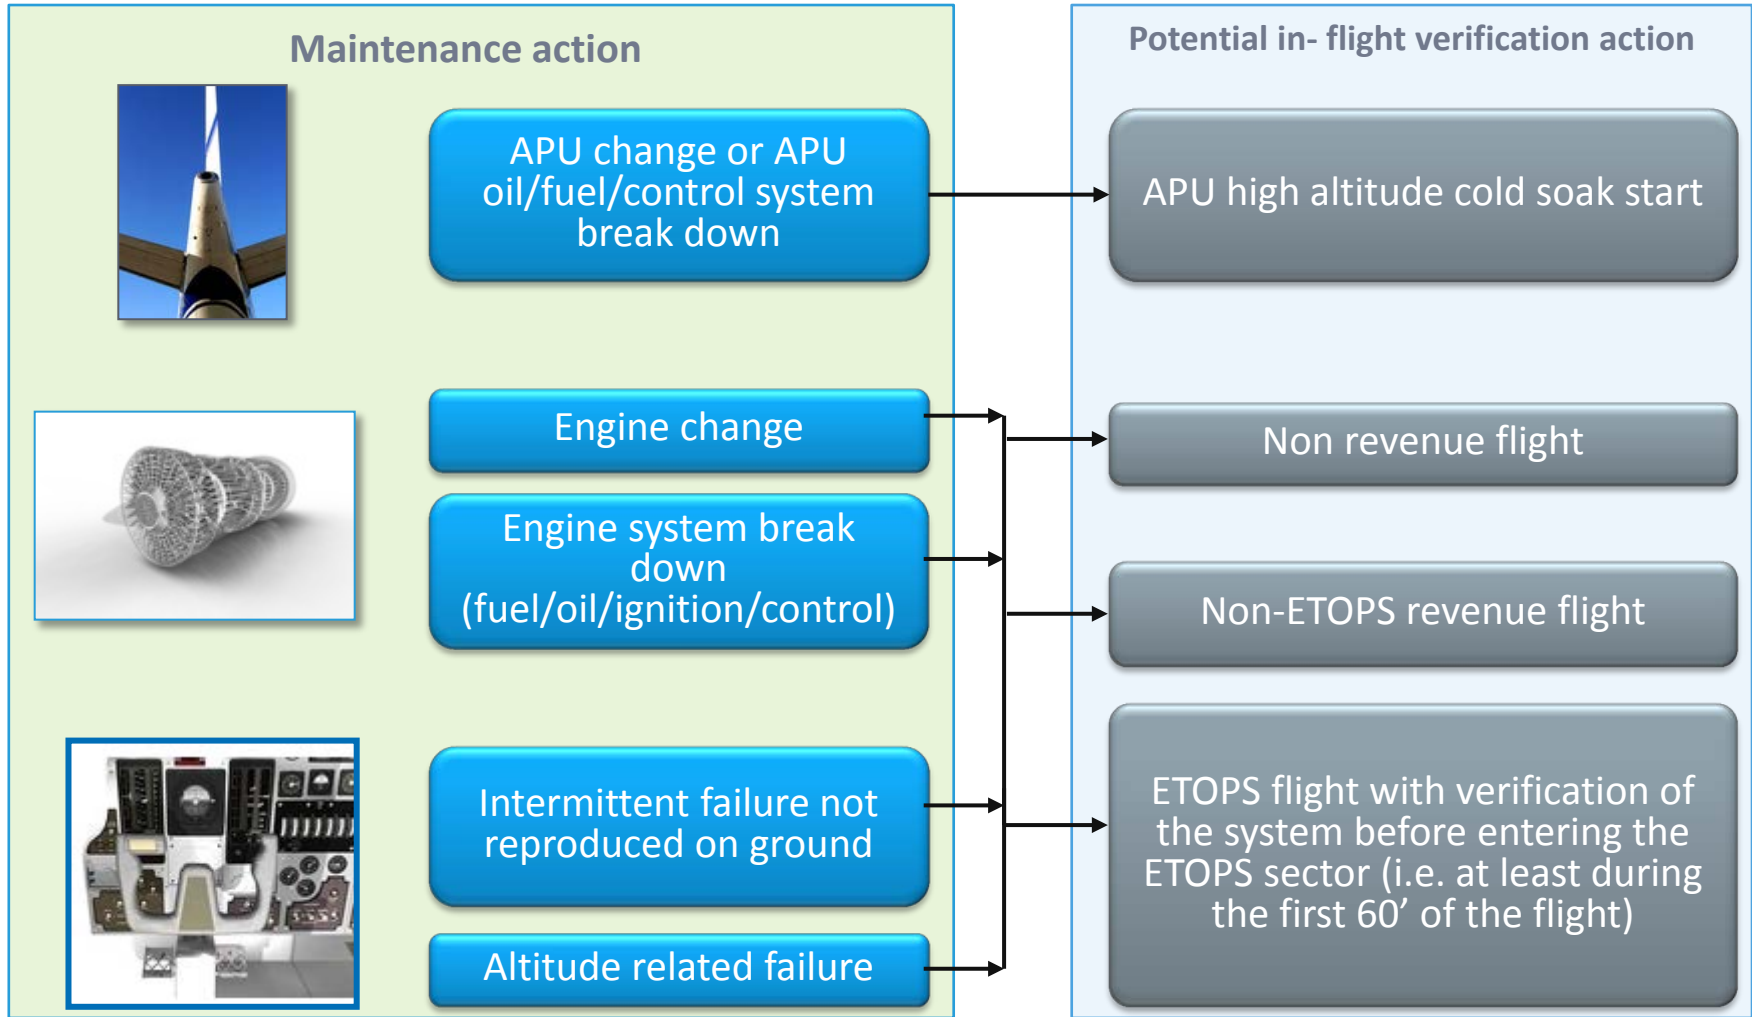 Maintenance action
Potential in- flight verification action
APU change or APU
oil/fuel/control system
break down
APU high altitude cold soak start
Engine change
Non revenue flight
Engine system break
down
(fuel/oil/ignition/control)
Non-ETOPS revenue flight
Intermittent failure not
reproduced on ground
ETOPS flight with verification of
the system before entering the
ETOPS sector (i.e. at least during
the first 60’ of the flight)
Altitude related failure